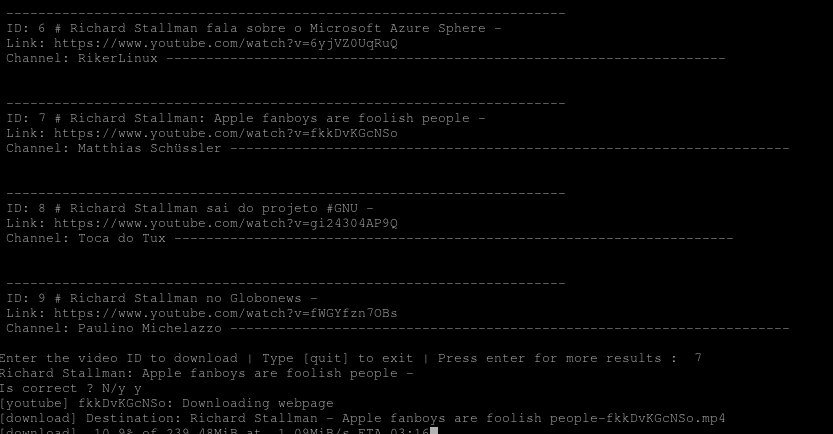 ----------------------------------------------------------------------
ID: 6 # Richard Stallman fala sobre o Microsoft Azure Sphere -
Link: https://www.youtube.com/watch?v=6yjVZ0UqRuQ
Channel: RikerLinux ----------------------------------------------------------------------
----------------------------------------------------------------------
ID: 7 # Richard Stallman: Apple fanboys are foolish people -
Link: https://www.youtube.com/watch?v=fkkDvKGcNSo
Channel: Matthias Schüssler ----------------------------------------------------------------------
----------------------------------------------------------------------
ID: 8 # Richard Stallman sai do projeto #GNU -
Link: https://www.youtube.com/watch?v=gi24304AP9Q
Channel: Toca do Tux ----------------------------------------------------------------------
----------------------------------------------------------------------
ID: 9 # Richard Stallman no Globonews -
Link: https://www.youtube.com/watch?v=fWGYfzn7OBs
Channel: Paulino Michelazzo ----------------------------------------------------------------------
Enter the video ID to download | Type [quit] to exit | Press enter for more results :  7
Richard Stallman: Apple fanboys are foolish people -
Is correct ? N/y y
[youtube] fkkDvKGcNSo: Downloading webpage
[download] Destination: Richard Stallman - Apple fanboys are foolish people-fkkDvKGcNSo.mp4
[download]  10.9% of 239.48MiB at  1.09MiB/s ETA 03:16